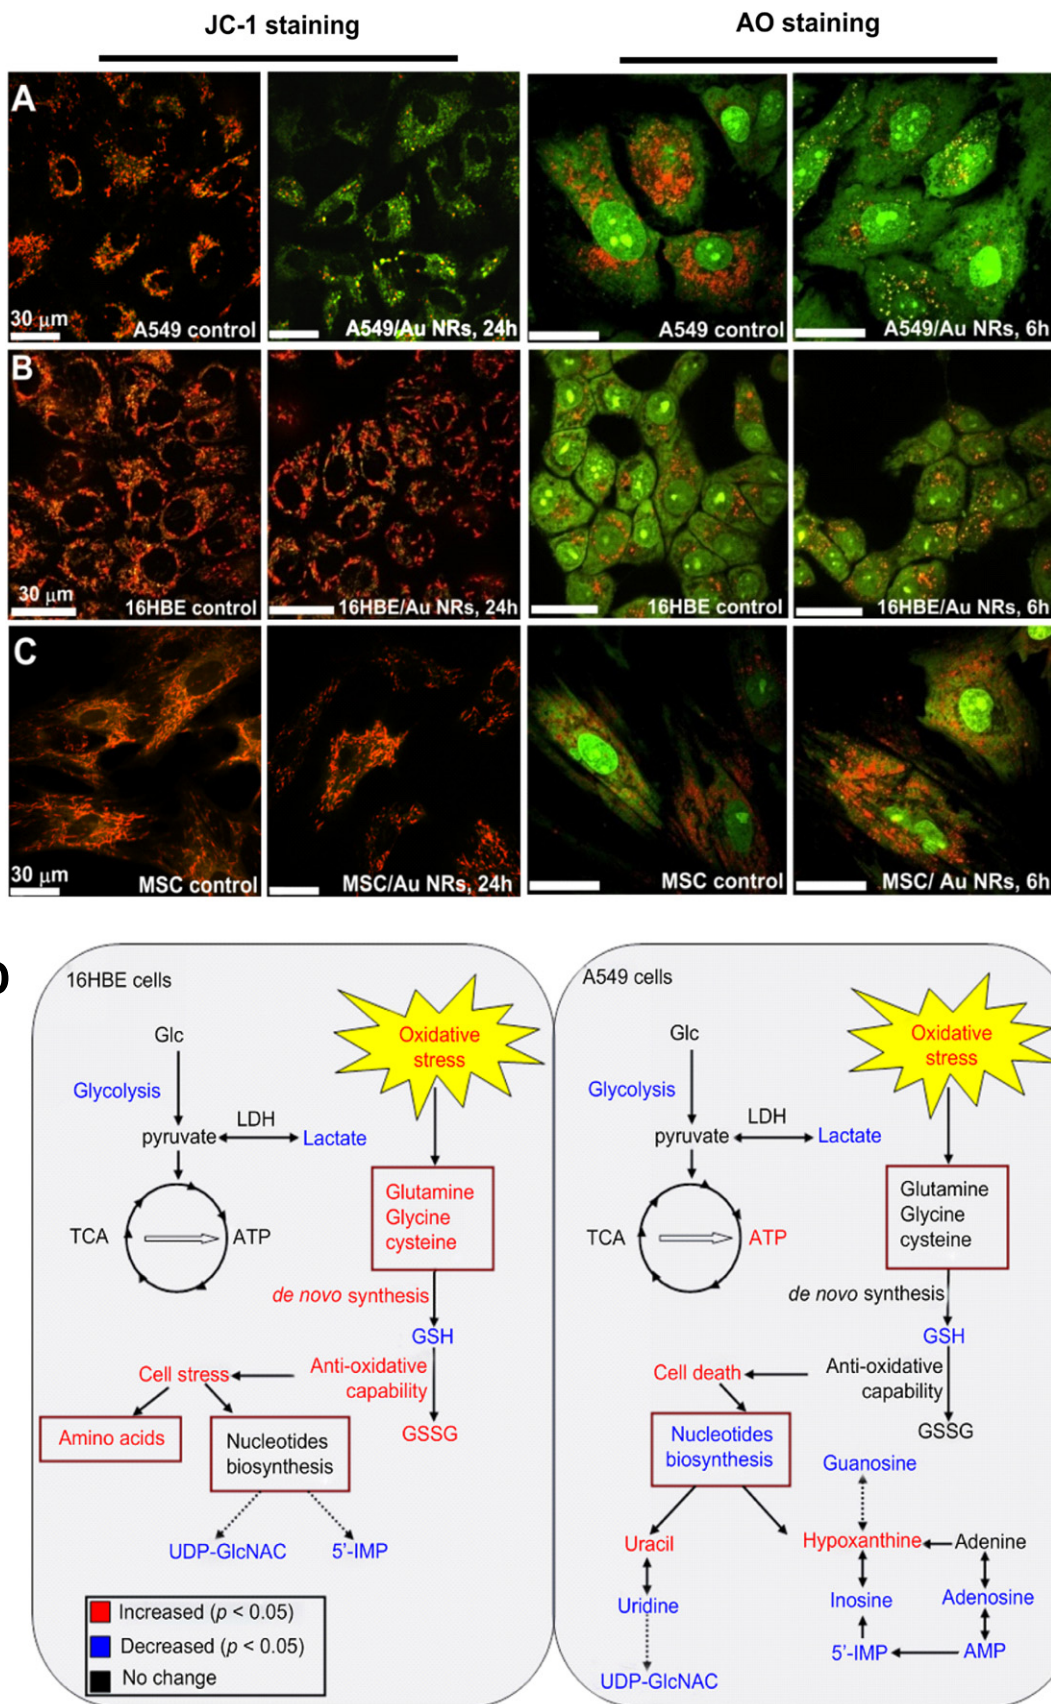 JC-1 staining
AO staining
A
30 µm
A549 control
A549/Au NRs, 24h
A549 control
A549/Au NRs, 6h
B
30 µm
16HBE control
16HBE/Au NRs, 24h
16HBE control
16HBE/Au NRs, 6h
C
30 µm
MSC control
MSC/Au NRs, 24h
MSC control
MSC/ Au NRs, 6h
16HBE cells
Glc
Oxidative
stress
Glycolysis
LDH
pyruvate
Lactate
Glutamine
Glycine
cysteine
TCA
ATP
de novo synthesis
GSH
Cell stress
Anti-oxidative
capability
Amino acids
Nucleotides
biosynthesis
GSSG
UDP-GlcNAC
5'-IMP
Increased (p < 0.05)
Decreased (p < 0.05)
No change
A549 cells
Glc
Oxidative
stress
Glycolysis
LDH
pyruvate
Lactate
Glutamine
Glycine
cysteine
TCA
ATP
de novo synthesis
GSH
Cell death
Anti-oxidative
capability
Nucleotides
biosynthesis
GSSG
Guanosine
Uracil
Hypoxanthine
Adenine
Uridine
Inosine
Adenosine
5'-IMP
AMP
UDP-GlcNAC